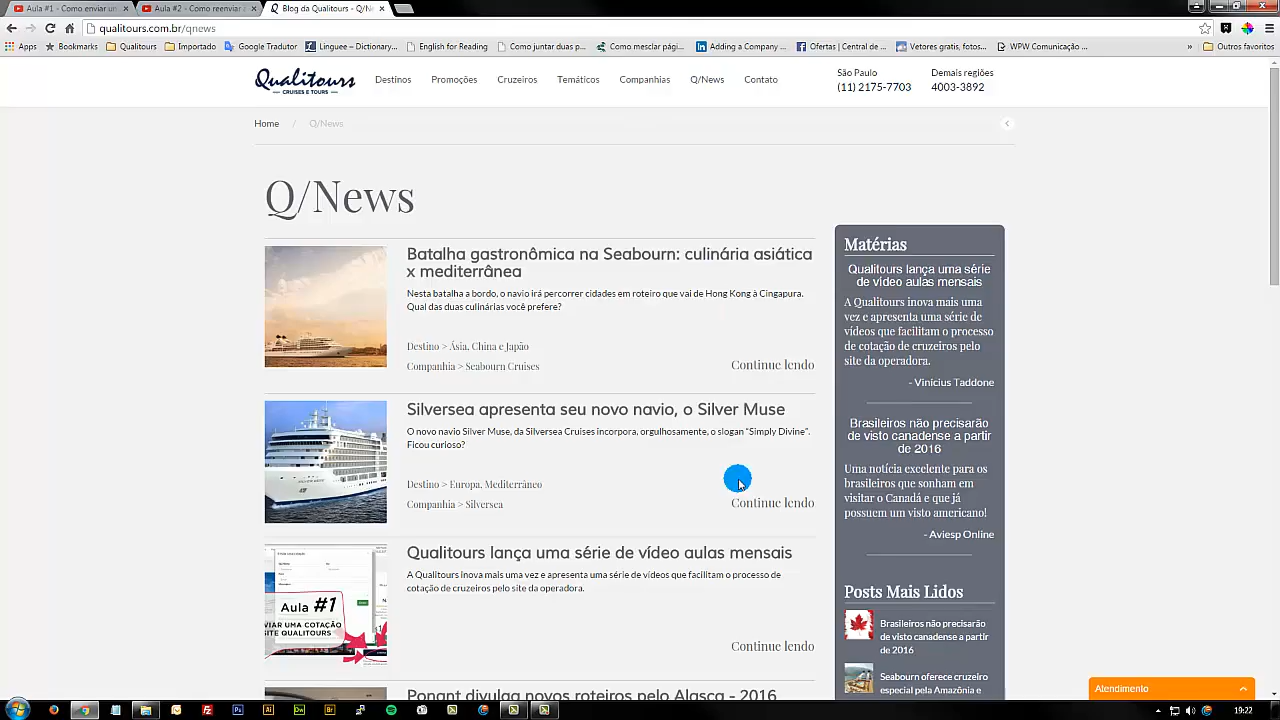 Aula #1 - Como enviar un
Aula #2 - Como reenviar a
Blog da Qualitours - Q/Ne
qualitours.com.br/qnews
Apps
Bookmarks
Qualitours
Importado
Google Tradutor
Linguee – Dictionary...
English for Reading
Como juntar duas p...
Como mesclar pági...
Adding a Company ...
Ofertas | Central de ...
Vetores gratis, fotos...
WPW Comunicação ...
»
Outros favoritos
Qualitours
CRUISES E TOURS
Destinos
Promoções
Cruzeiros
Temáticos
Companhias
Q/News
Contato
São Paulo
(11) 2175-7703
Demais regiões
4003-3892
Home / Q/News
Q/News
Batalha gastronômica na Seabourn: culinária asiática
x mediterrânea
Nesta batalha a bordo, o navio irá percorrer cidades em roteiro que vai de Hong Kong à Cingapura.
Qual das duas culinárias você prefere?
Destino > Ásia, China e Japão
Companhia > Seabourn Cruises
Continue lendo
Silversea apresenta seu novo navio, o Silver Muse
O novo navio Silver Muse, da Silversea Cruises incorpora, orgulhosamente, o slogan "Simply Divine".
Ficou curioso?
Destino > Europa, Mediterrâneo
Companhia > Silversea
Continue lendo
Aula #1
VIAR UMA COTAÇÃO
SITE QUALITOURS
Qualitours lança uma série de vídeo aulas mensais
A Qualitours inova mais uma vez e apresenta uma série de vídeos que facilitam o processo de
cotação de cruzeiros pelo site da operadora.
Continue lendo
Ponant divulga novos roteiros pelo Alasca - 2016
Matérias
Qualitours lança uma série
de vídeo aulas mensais
A Qualitours inova mais uma
vez e apresenta uma série de
vídeos que facilitam o processo
de cotação de cruzeiros pelo
site da operadora.
- Vinícius Taddone
Brasileiros não precisarão
de visto canadense a partir
de 2016
Uma notícia excelente para os
brasileiros que sonham em
visitar o Canadá e que já
possuem um visto americano!
- Aviesp Online
Posts Mais Lidos
Brasileiros não precisarão
de visto canadense a partir
de 2016
Seabourn oferece cruzeiro
especial pela Amazônia e
Atendimento
19:22